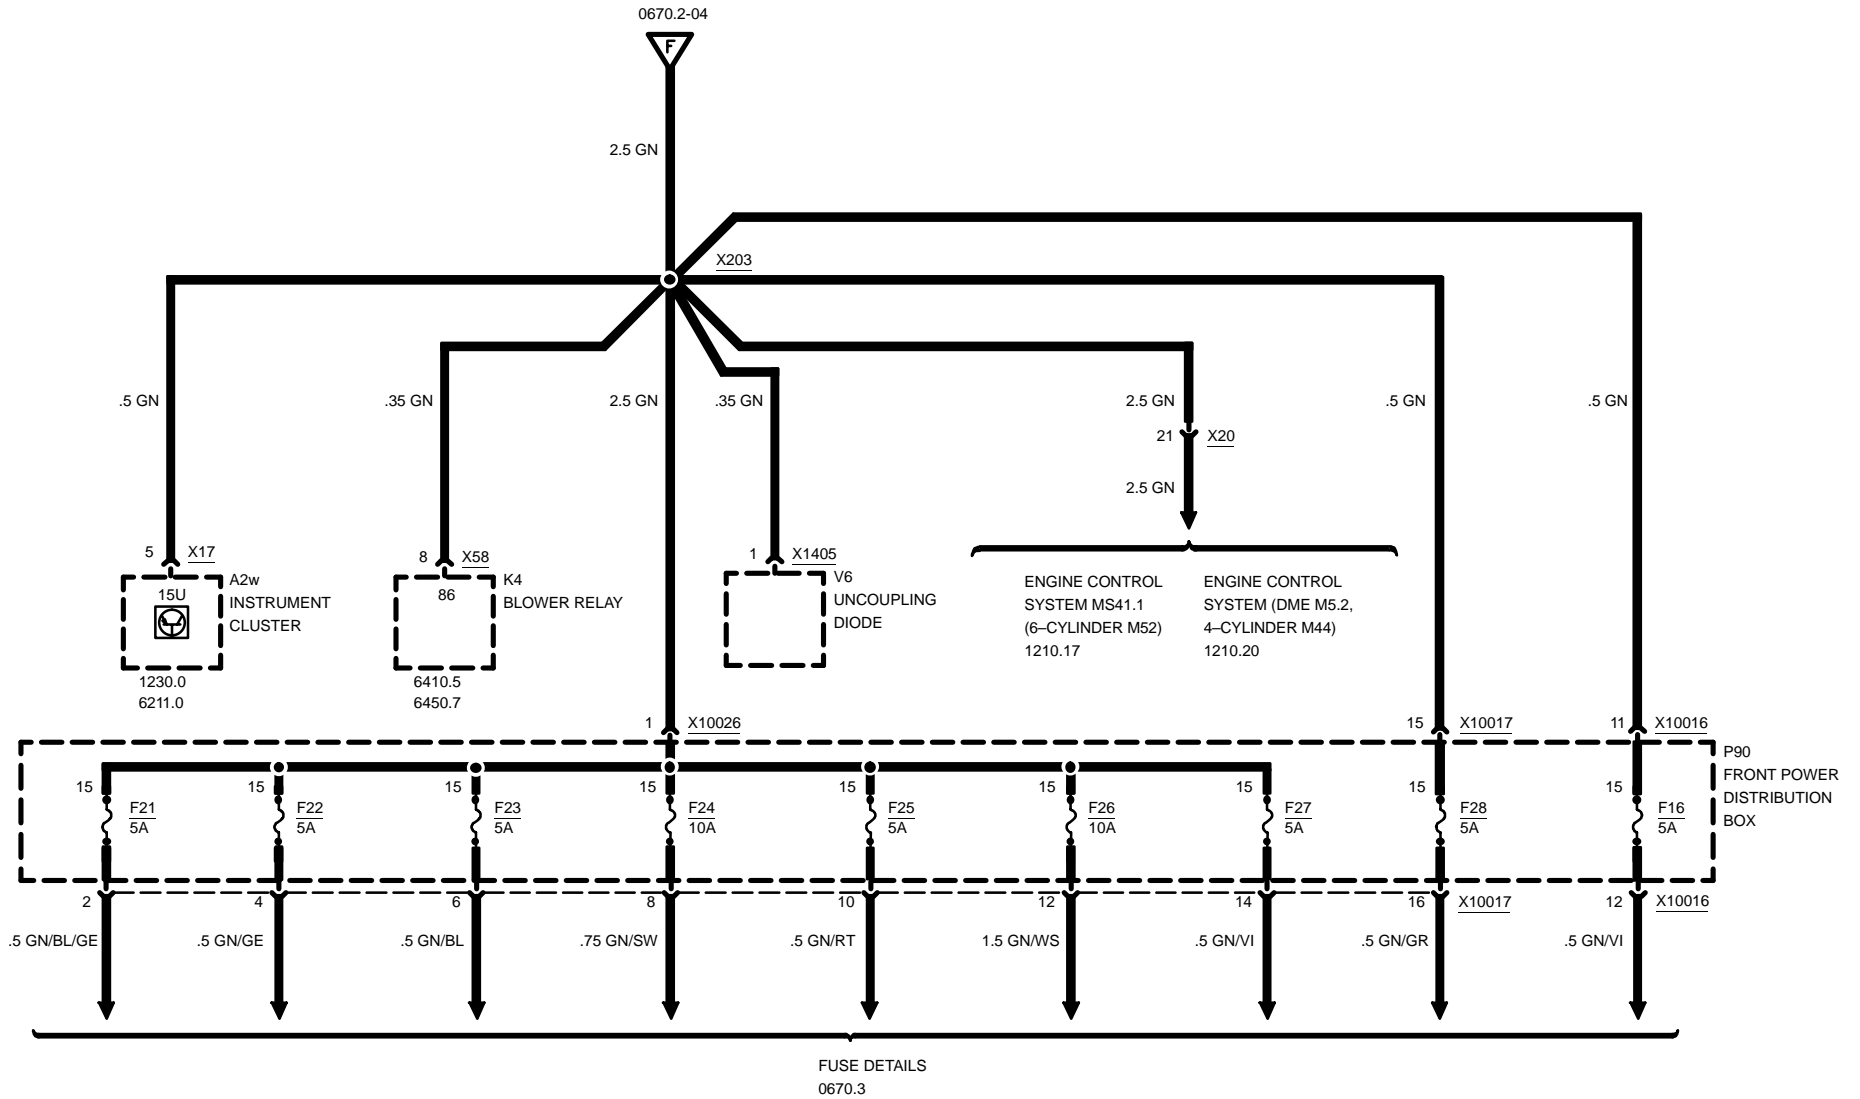 0670.2-04
F
2.5 GN
X203
.5 GN
.35 GN
2.5 GN
.35 GN
2.5 GN
.5 GN
.5 GN
21
X20
2.5 GN
5
X17
8
X58
1
X1405
A2w
INSTRUMENT
CLUSTER
15U
1230.0
6211.0
K4
BLOWER RELAY
86
6410.5
6450.7
V6
UNCOUPLING
DIODE
ENGINE CONTROL
SYSTEM MS41.1
(6–CYLINDER M52)
1210.17
ENGINE CONTROL
SYSTEM (DME M5.2,
4–CYLINDER M44)
1210.20
1
X10026
15
X10017
11
X10016
P90
FRONT POWER
DISTRIBUTION
BOX
15
F21
5A
15
F22
5A
15
F23
5A
15
F24
10A
15
F25
5A
15
F26
10A
15
F27
5A
15
F28
5A
15
F16
5A
2
4
6
8
10
12
14
16
X10017
12
X10016
.5 GN/BL/GE
.5 GN/GE
.5 GN/BL
.75 GN/SW
.5 GN/RT
1.5 GN/WS
.5 GN/VI
.5 GN/GR
.5 GN/VI
FUSE DETAILS
0670.3